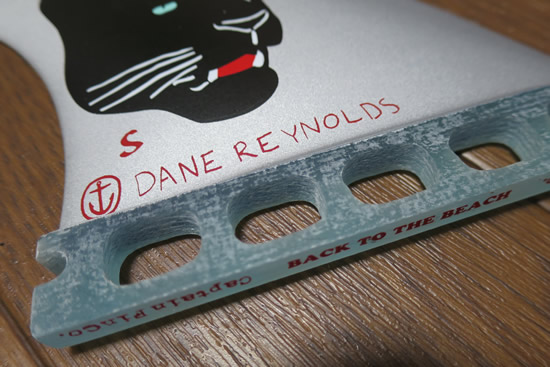 S
DANE REYNOLDS
BACK TO THE BEACH
Captain Fin Co.